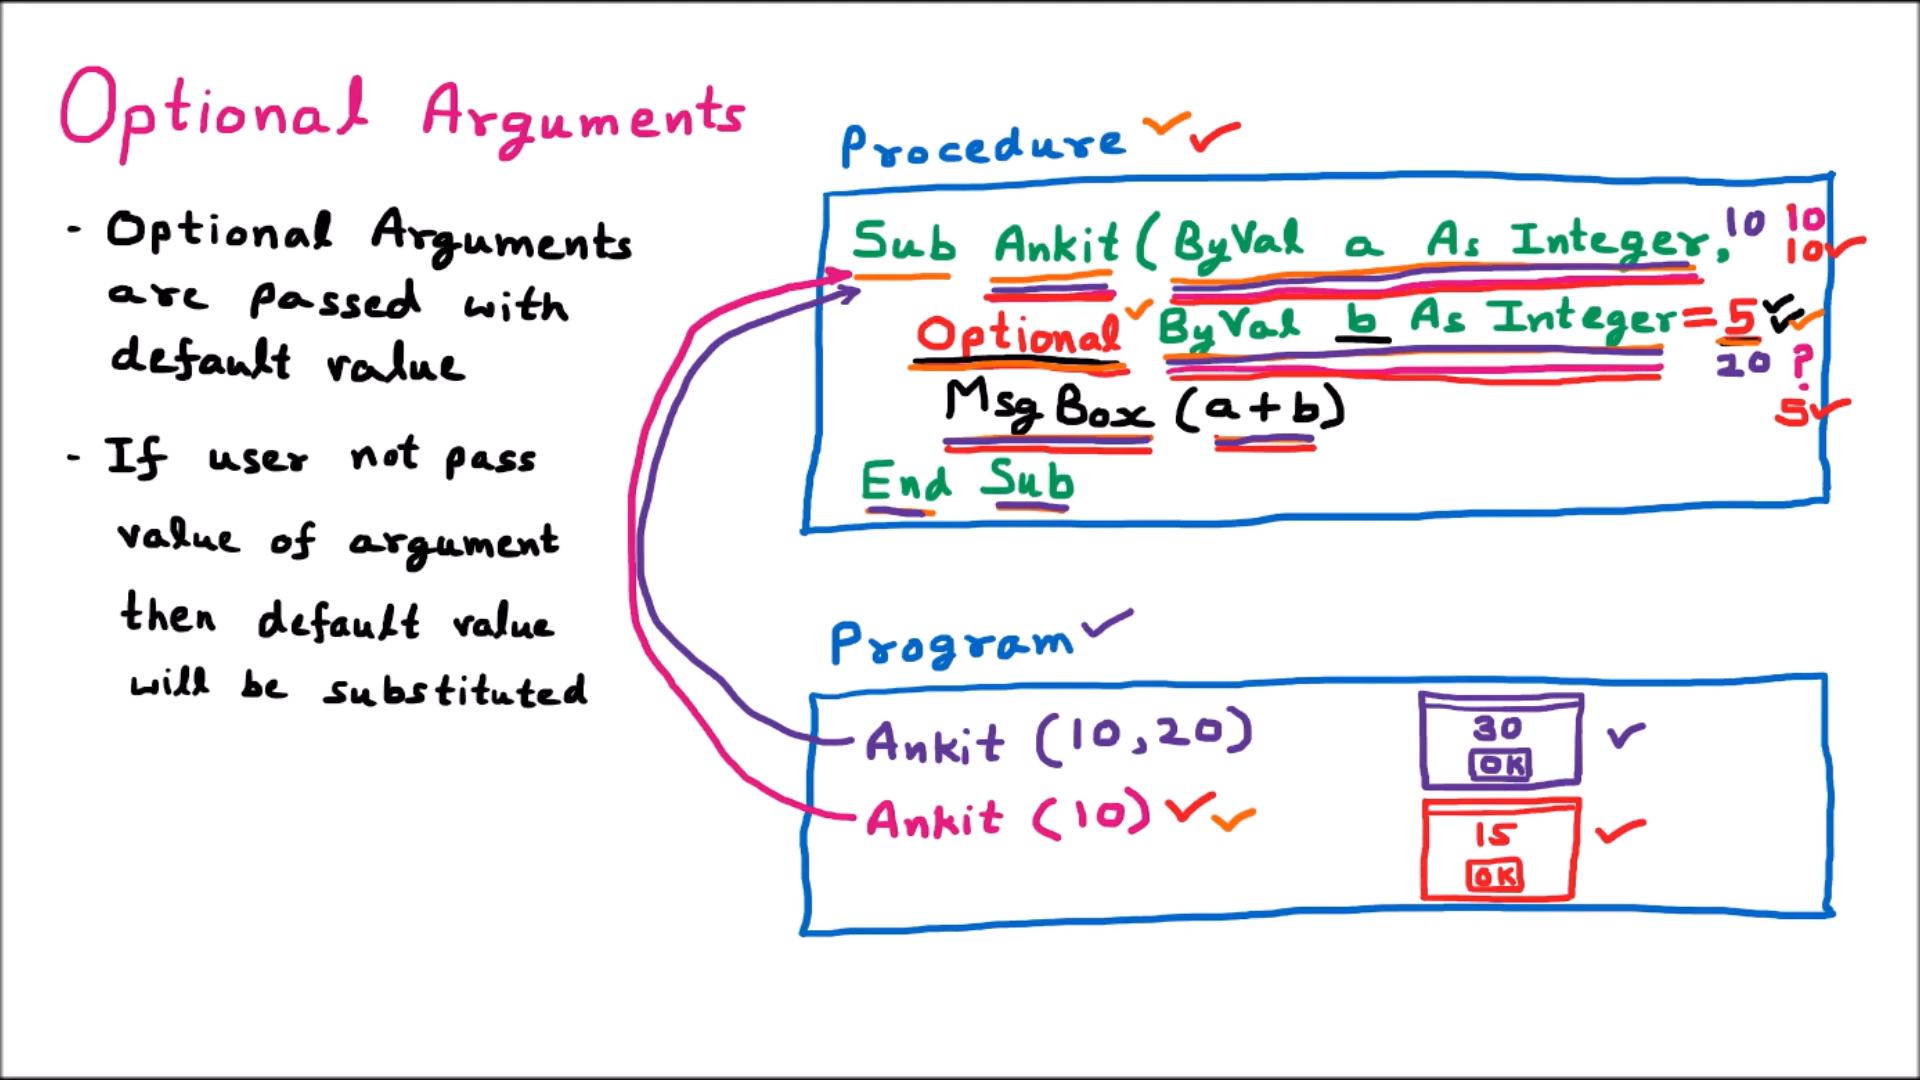 Optional Arguments
- Optional Arguments
are passed with
default value
- If user not pass
value of argument
then default value
will be substituted
Procedure
Sub Ankit (ByVal a As Integer, 10 10
10
Optional ByVal b As Integer = 5
20 ?
MsgBox (a+b) 5
End Sub
Program
Ankit (10,20)
30
OK
Ankit (10)
15
OK